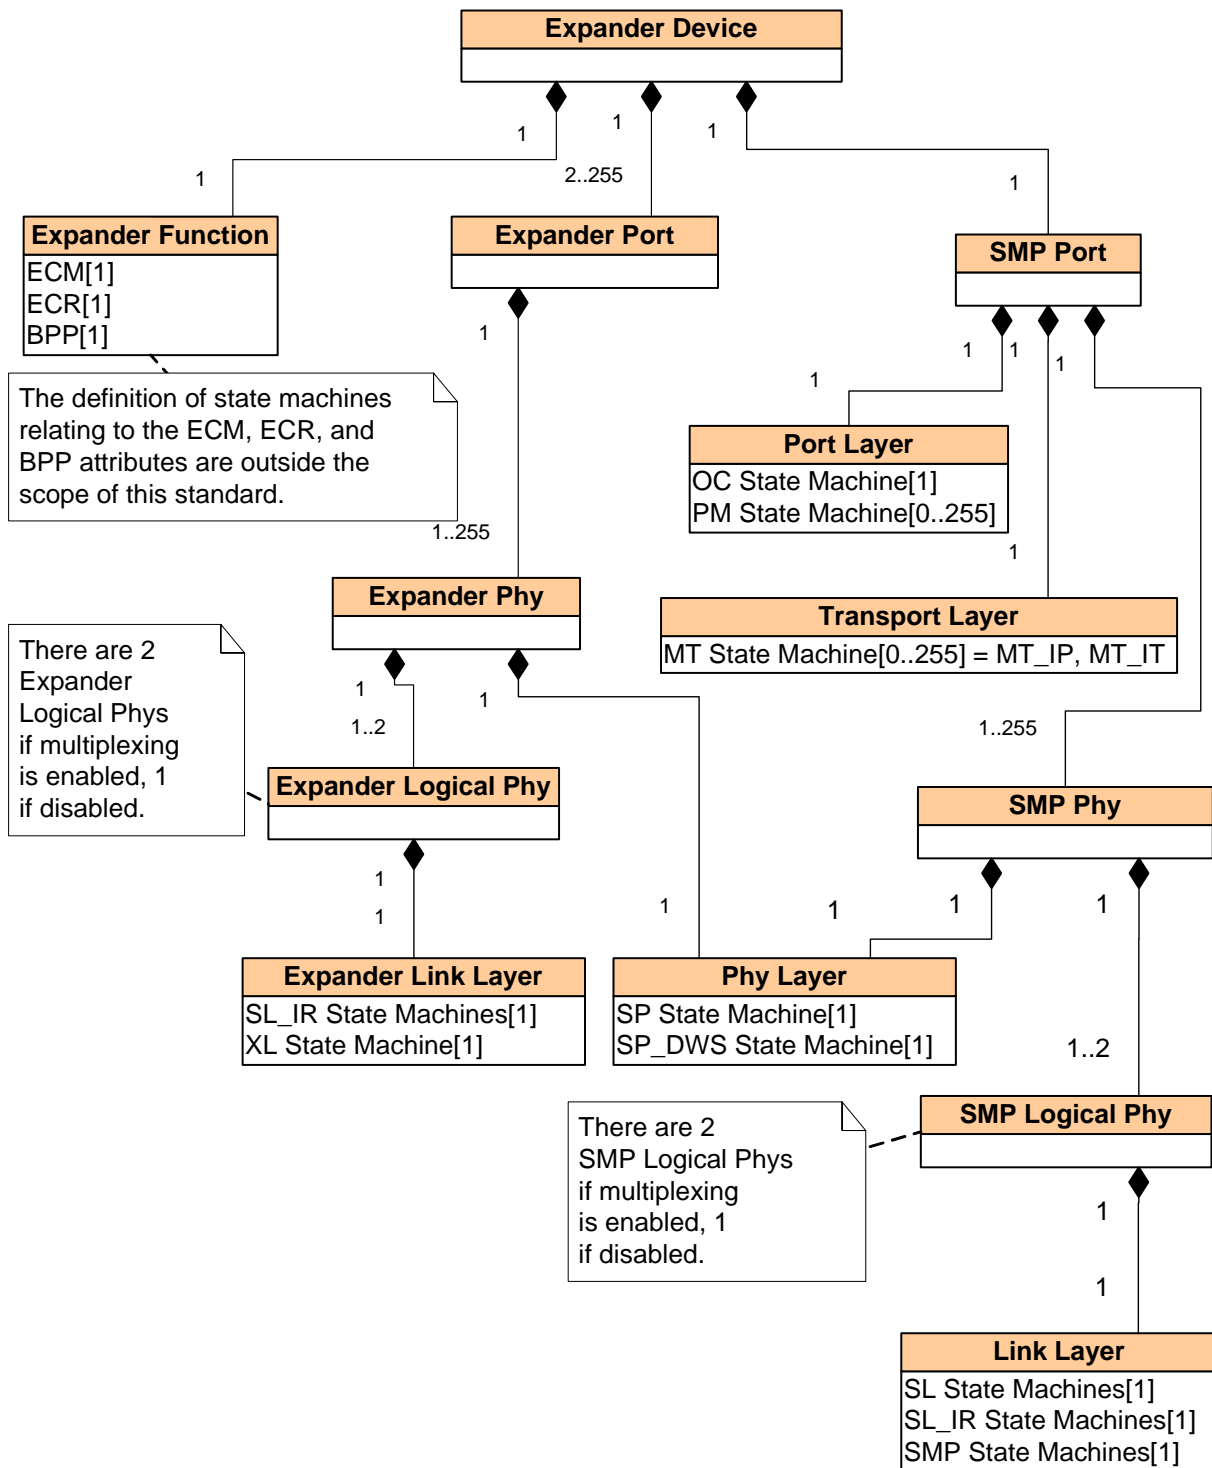 Expander Device
1
1
1
1
2..255
1
Expander Function
ECM[1]
ECR[1]
BPP[1]
Expander Port
SMP Port
1
1
1
1
1
The definition of state machines
relating to the ECM, ECR, and
BPP attributes are outside the
scope of this standard.
Port Layer
OC State Machine[1]
PM State Machine[0..255]
1..255
1
Expander Phy
Transport Layer
MT State Machine[0..255] = MT_IP, MT_IT
There are 2
Expander
Logical Phys
if multiplexing
is enabled, 1
if disabled.
1
1
1..2
1..255
Expander Logical Phy
SMP Phy
1
1
1
1
1
1
Expander Link Layer
SL_IR State Machines[1]
XL State Machine[1]
Phy Layer
SP State Machine[1]
SP_DWS State Machine[1]
1..2
There are 2
SMP Logical Phys
if multiplexing
is enabled, 1
if disabled.
SMP Logical Phy
1
1
Link Layer
SL State Machines[1]
SL_IR State Machines[1]
SMP State Machines[1]